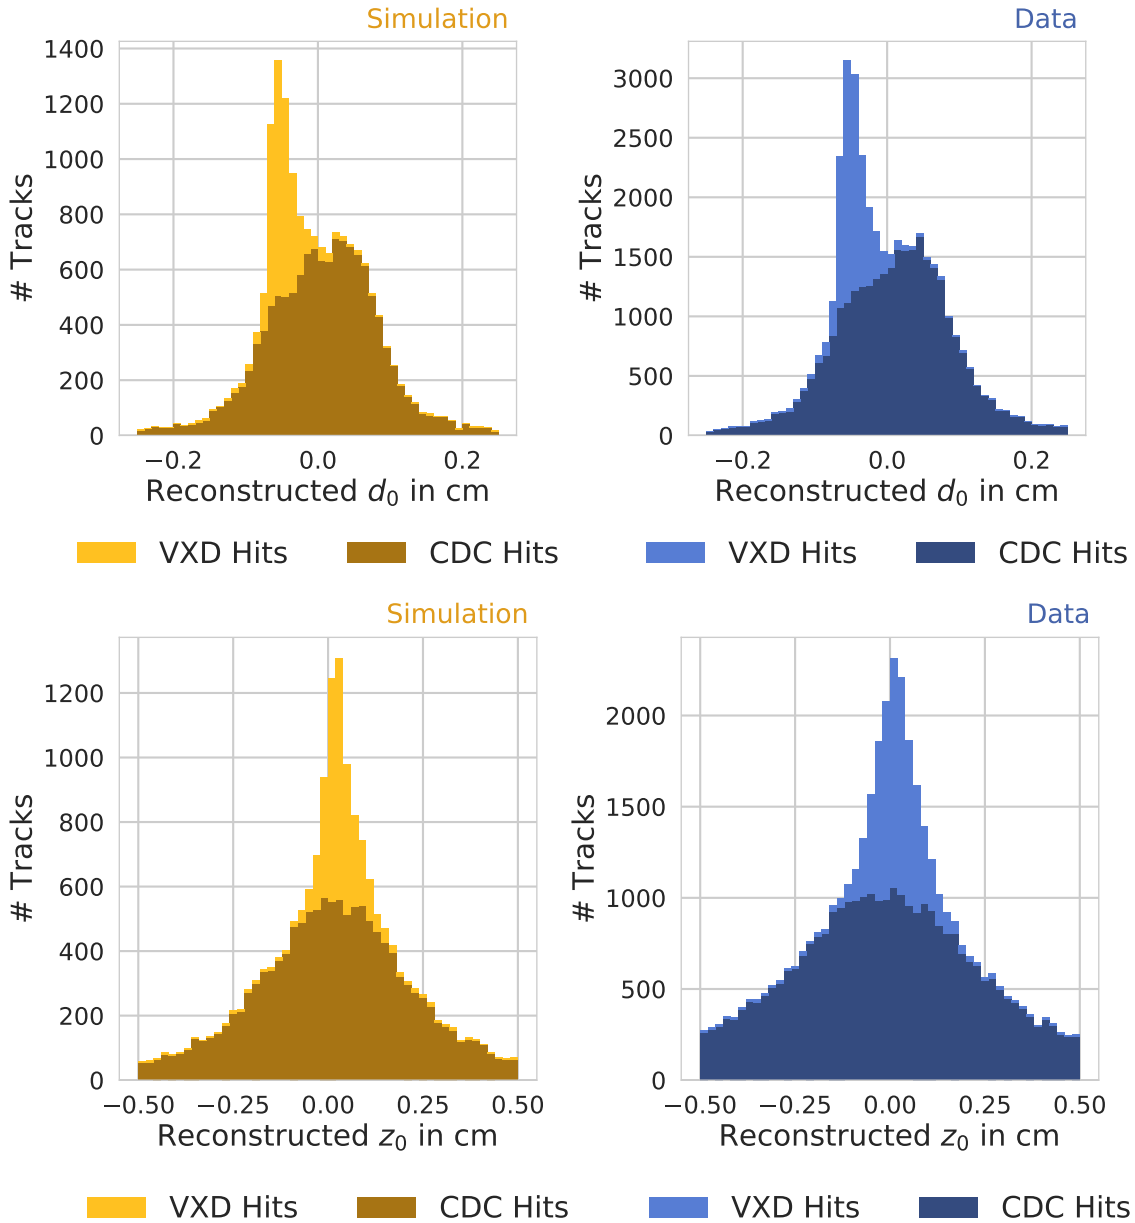 Simulation
1400
1200
1000
800
600
400
200
0
# Tracks
−0.2 0.0 0.2
Reconstructed d0 in cm
VXD Hits CDC Hits
Data
3000
2500
2000
1500
1000
500
0
# Tracks
−0.2 0.0 0.2
Reconstructed d0 in cm
VXD Hits CDC Hits
Simulation
1200
1000
800
600
400
200
0
# Tracks
−0.50 −0.25 0.00 0.25 0.50
Reconstructed z0 in cm
VXD Hits CDC Hits
Data
2000
1500
1000
500
0
# Tracks
−0.50 −0.25 0.00 0.25 0.50
Reconstructed z0 in cm
VXD Hits CDC Hits